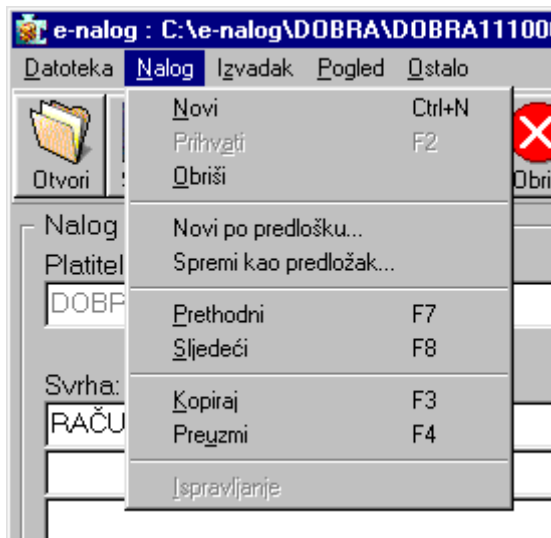 e-nalog : C:\e-nalog\DOBRA\DOBRA11100
Datoteka Nalog Izvadak Pogled Ostalo
Novi Ctrl+N
Prihvati F2
Obriši
Otvori
Nalog
Novi po predlošku...
Platitel
Spremi kao predložak...
DOBR
Prethodni F7
Sljedeći F8
Svrha:
Kopiraj F3
RAČU
Preuzmi F4
Ispravljanje